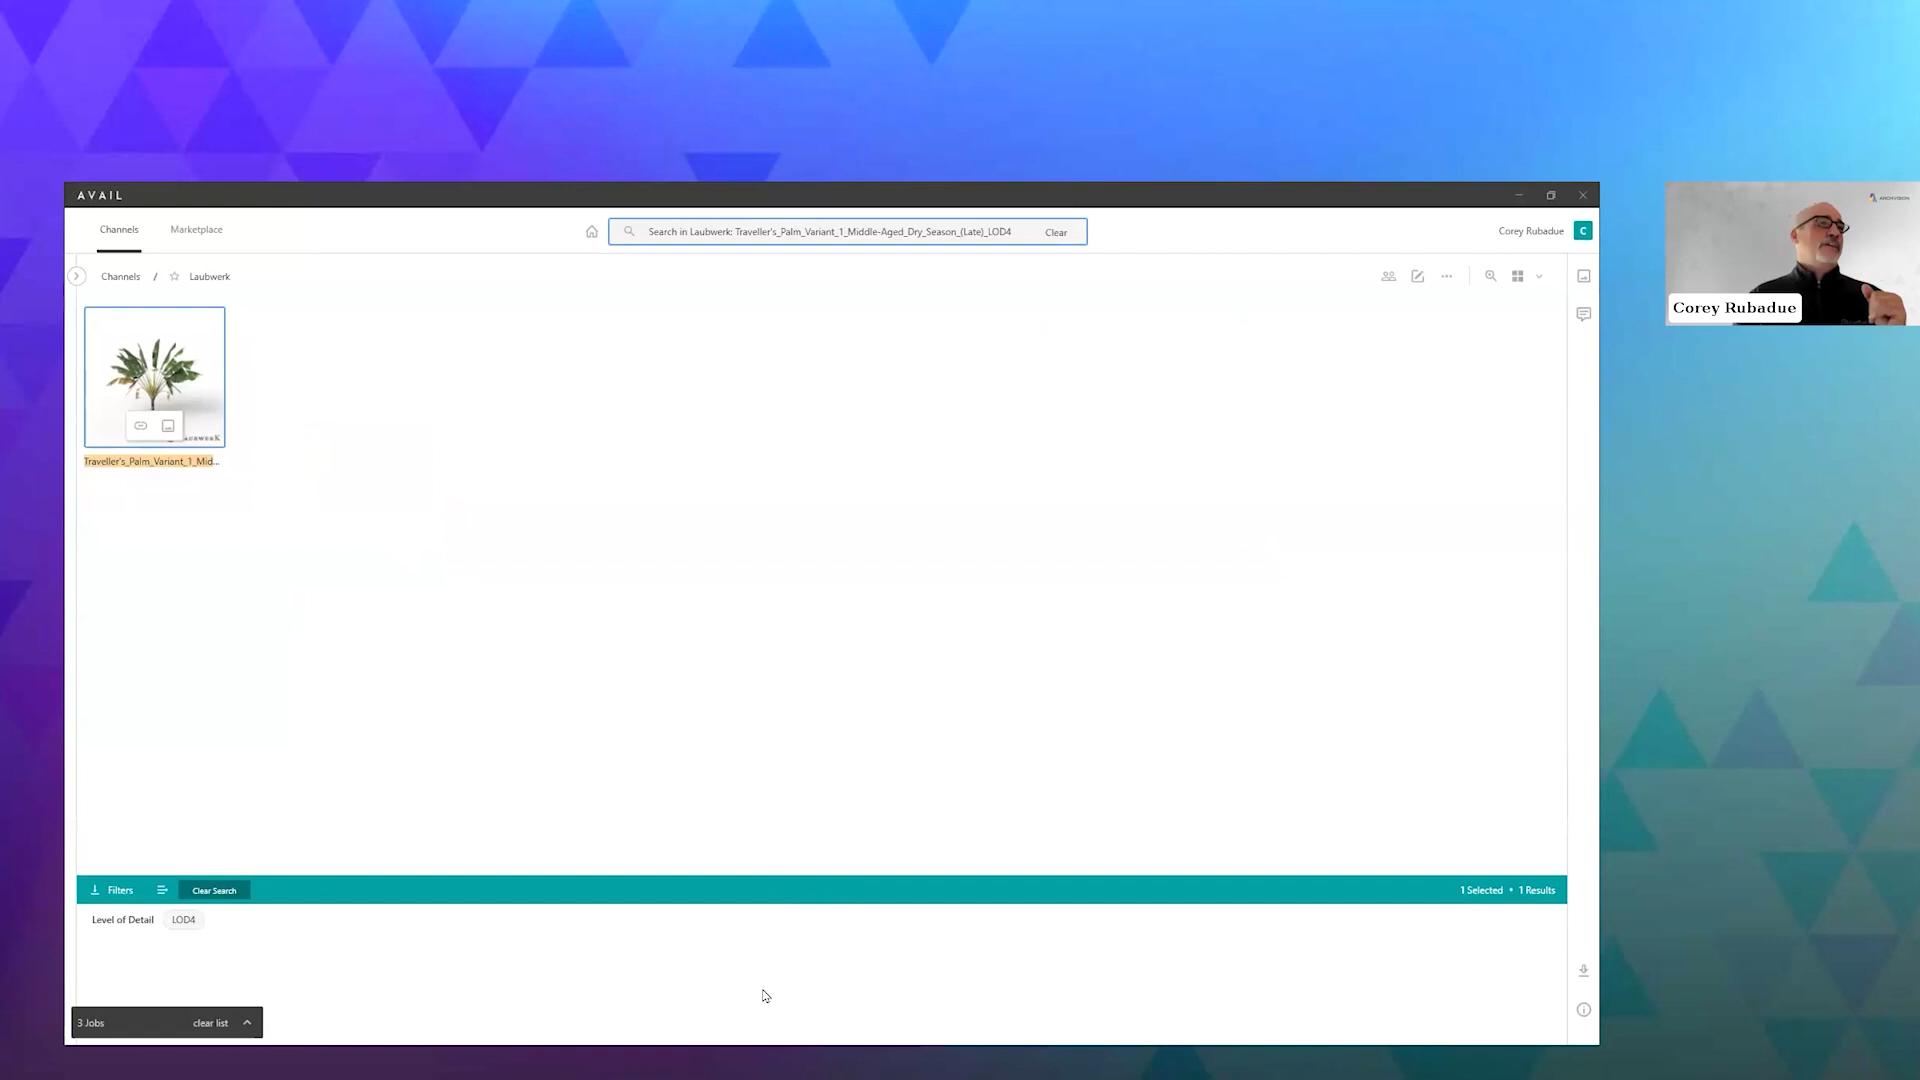 AVAIL
Channels
Marketplace
Search in Laubwerk: Traveller's_Palm_Variant_1_Middle-Aged_Dry_Season_(Late)_LOD4
Clear
Corey Rubadue
C
Channels / Laubwerk
ARCHVISION
Corey Rubadue
Traveller's_Palm_Variant_1_Mid...
Filters
Clear Search
1 Selected • 1 Results
Level of Detail
LOD4
3 Jobs
clear list